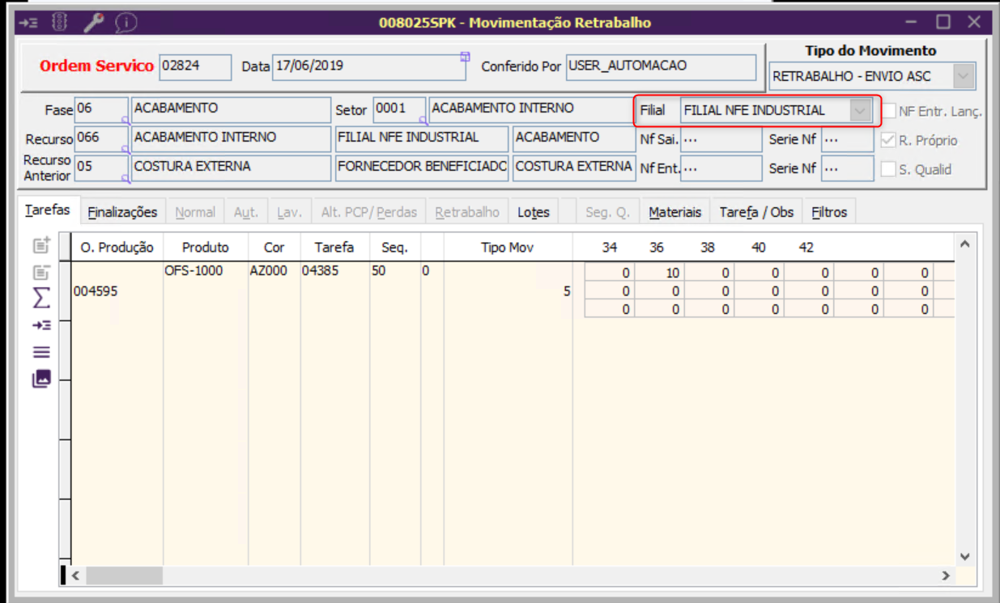 008025SPK - Movimentação Retrabalho
Tipo do Movimento
Ordem Servico 02824 Data 17/06/2019 Conferido Por USER_AUTOMACAO RETRABALHO - ENVIO ASC
Fase 06 ACABAMENTO Setor 0001 ACABAMENTO INTERNO Filial FILIAL NFE INDUSTRIAL NF Entr. Lanç.
Recurso 066 ACABAMENTO INTERNO FILIAL NFE INDUSTRIAL ACABAMENTO Nf Sai. ... Serie Nf ... R. Próprio
Recurso Anterior 05 COSTURA EXTERNA FORNECEDOR BENEFICIADO COSTURA EXTERNA Nf Ent. ... Serie Nf ... S. Qualid
Tarefas Finalizações Normal Aut. Lav. Alt. PCP/ Perdas Retrabalho Lotes Seg. Q. Materiais Tarefa / Obs Filtros
O. Produção Produto Cor Tarefa Seq. Tipo Mov 34 36 38 40 42
OFS-1000 AZ000 04385 50 0 0 10 0 0 0 0 0
004595 5 0 0 0 0 0 0 0
0 0 0 0 0 0 0